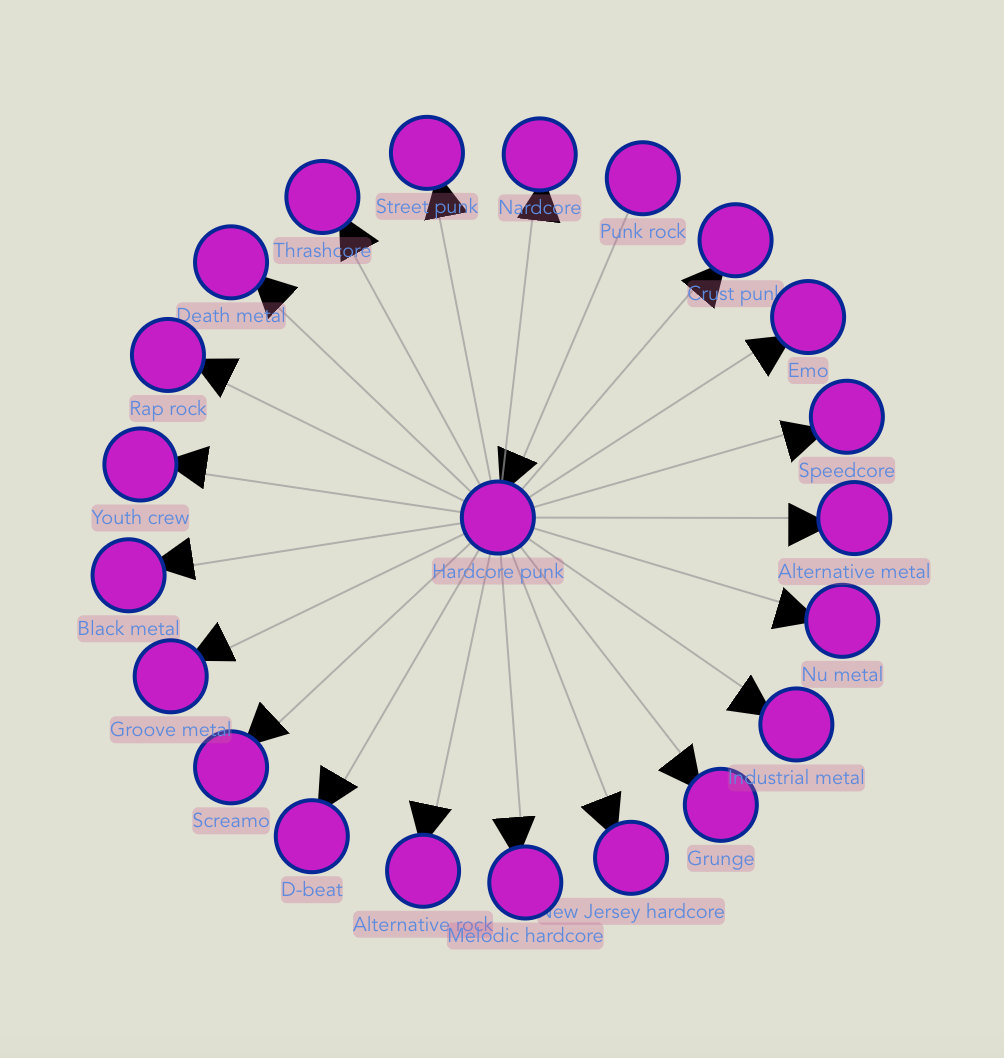 Street punk
Nardcore
Punk rock
Thrashcore
Crust punk
Death metal
Emo
Rap rock
Speedcore
Youth crew
Hardcore punk
Alternative metal
Black metal
Nu metal
Groove metal
Industrial metal
Screamo
Grunge
D-beat
New Jersey hardcore
Alternative rock
Melodic hardcore